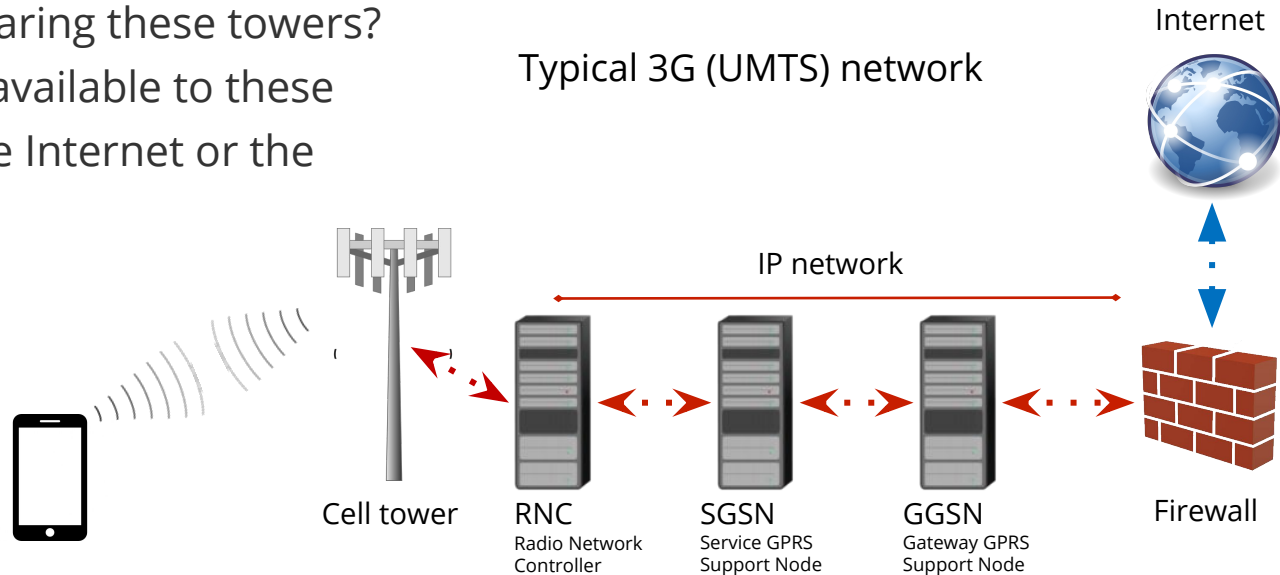 aring these towers?
available to these
e Internet or the
Typical 3G (UMTS) network
Internet
IP network
Cell tower
RNC
Radio Network
Controller
SGSN
Service GPRS
Support Node
GGSN
Gateway GPRS
Support Node
Firewall